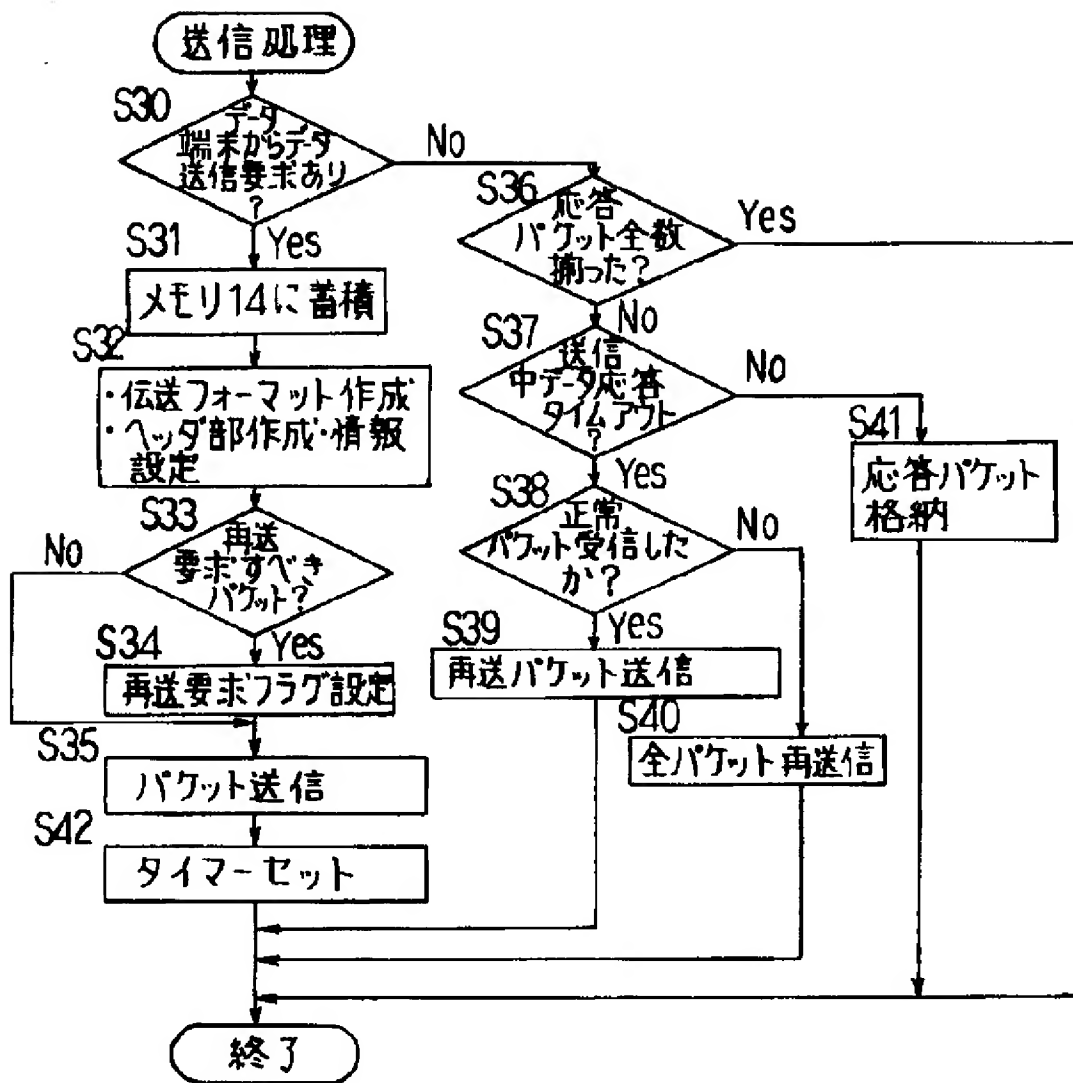 送信処理
S30
データ
端末からデータ
送信要求あり
?
No
Yes
S31
メモリ14に蓄積
S32
・伝送フォーマット作成
・ヘッダ部作成・情報
設定
S33
再送
要求すべき
パケット?
No
Yes
S34
再送要求フラグ設定
S35
パケット送信
S42
タイマーセット
S36
応答
パケット全数
揃った?
Yes
No
S37
送信
中データ応答
タイムアウト
?
No
Yes
S38
正常
パケット受信した
か?
No
Yes
S39
再送パケット送信
S40
全パケット再送信
S41
応答パケット
格納
終了